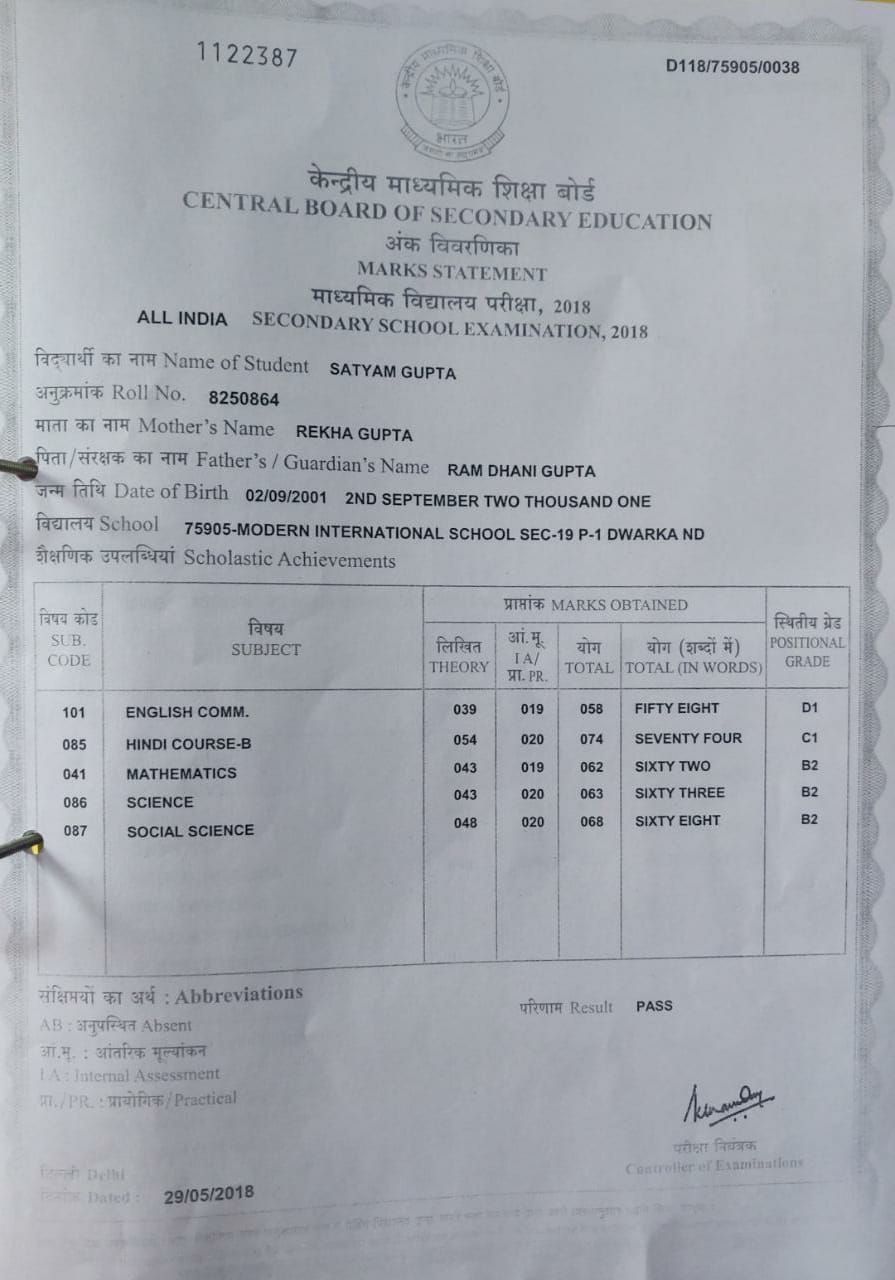 1122387
D118/75905/0038
केन्द्रीय माध्यमिक शिक्षा बोर्ड
भारत
केन्द्रीय माध्यमिक शिक्षा बोर्ड
CENTRAL BOARD OF SECONDARY EDUCATION
अंक विवरणिका
MARKS STATEMENT
माध्यमिक विद्यालय परीक्षा, 2018
ALL INDIA SECONDARY SCHOOL EXAMINATION, 2018
विद्यार्थी का नाम Name of Student SATYAM GUPTA
अनुक्रमांक Roll No. 8250864
माता का नाम Mother's Name REKHA GUPTA
पिता/संरक्षक का नाम Father's / Guardian's Name RAM DHANI GUPTA
जन्म तिथि Date of Birth 02/09/2001 2ND SEPTEMBER TWO THOUSAND ONE
विद्यालय School 75905-MODERN INTERNATIONAL SCHOOL SEC-19 P-1 DWARKA ND
शैक्षणिक उपलब्धियां Scholastic Achievements
विषय कोड SUB. CODE विषय SUBJECT प्राप्तांक MARKS OBTAINED स्थितीय ग्रेड POSITIONAL GRADE
लिखित THEORY आं.मू. I A/ प्रा. PR. योग TOTAL योग (शब्दों में) TOTAL (IN WORDS)
101 ENGLISH COMM. 039 019 058 FIFTY EIGHT D1
085 HINDI COURSE-B 054 020 074 SEVENTY FOUR C1
041 MATHEMATICS 043 019 062 SIXTY TWO B2
086 SCIENCE 043 020 063 SIXTY THREE B2
087 SOCIAL SCIENCE 048 020 068 SIXTY EIGHT B2
संक्षिप्तयों का अर्थ : Abbreviations
परिणाम Result PASS
AB : अनुपस्थित Absent
आं.मू. : आंतरिक मूल्यांकन
I A : Internal Assessment
प्रा./PR. : प्रायोगिक/Practical
परीक्षा नियंत्रक
Controller of Examinations
दिल्ली Delhi
दिनांक Dated : 29/05/2018